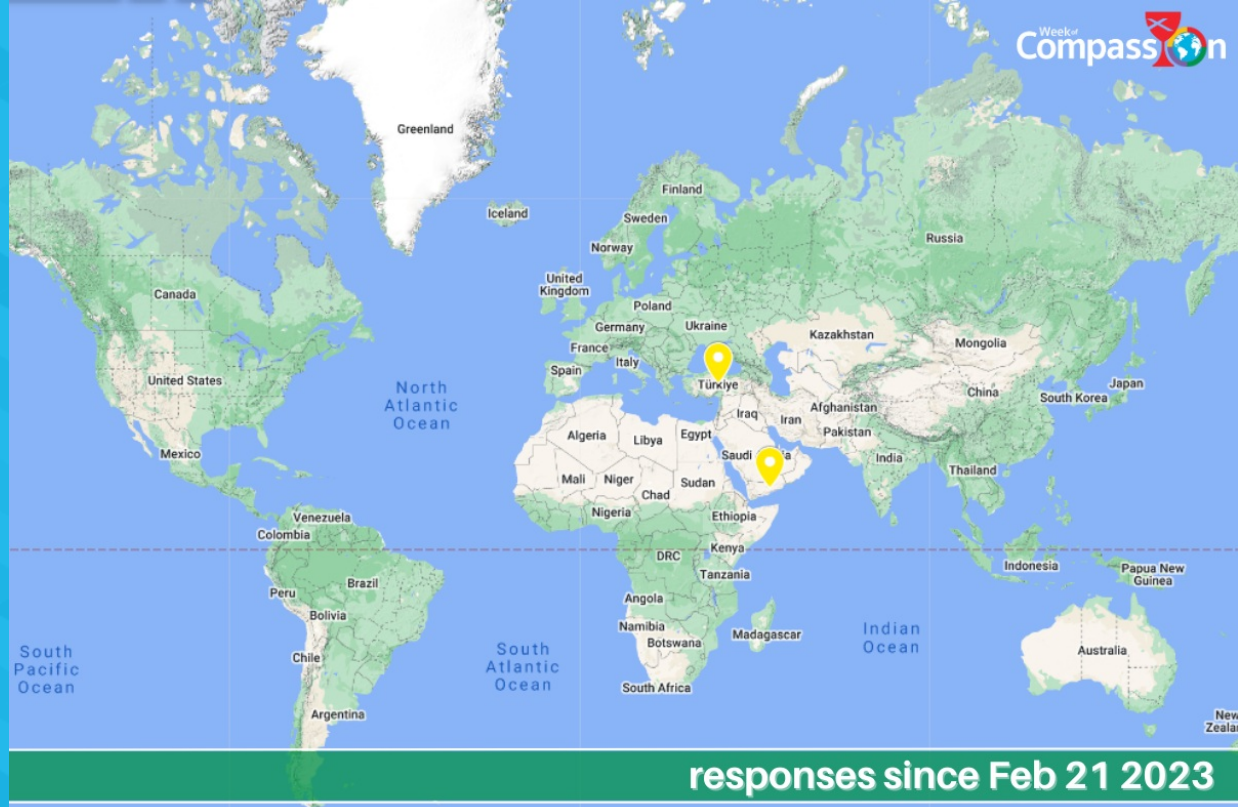 Week of
Compassion
Greenland
Iceland
Finland
Sweden
Norway
Russia
United
Kingdom
Canada
Poland
Germany
Ukraine
France
Italy
Spain
Kazakhstan
Mongolia
United States
Türkiye
China
Japan
South Korea
North
Atlantic
Ocean
Iraq
Iran
Afghanistan
Pakistan
Algeria
Libya
Egypt
Mexico
Saudi ia
India
Thailand
Mali
Niger
Chad
Sudan
Nigeria
Ethiopia
Venezuela
Colombia
DRC
Kenya
Tanzania
Indonesia
Papua New
Guinea
Peru
Brazil
Bolivia
Angola
Namibia
Botswana
Madagascar
Indian
Ocean
South
Pacific
Ocean
South
Atlantic
Ocean
Chile
Australia
South Africa
Argentina
New
Zealan
responses since Feb 21 2023